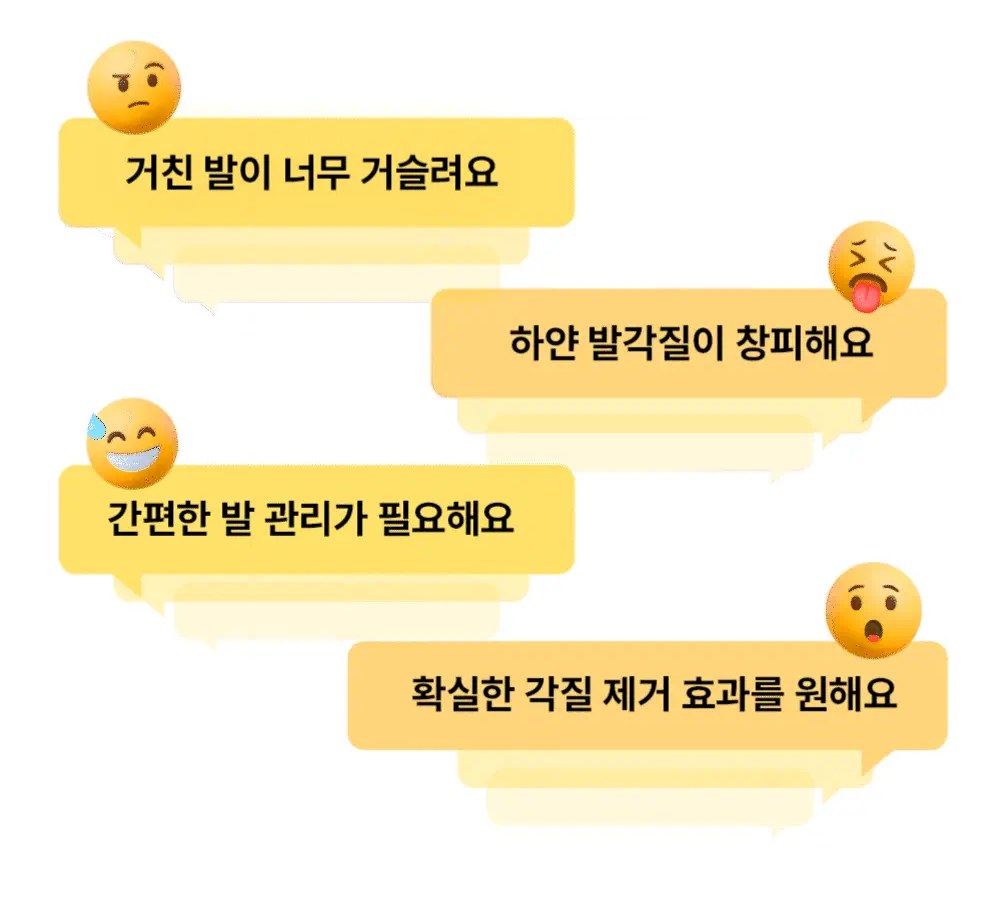 거친 발이 너무 거슬려요
하얀 발각질이 창피해요
간편한 발 관리가 필요해요
확실한 각질 제거 효과를 원해요